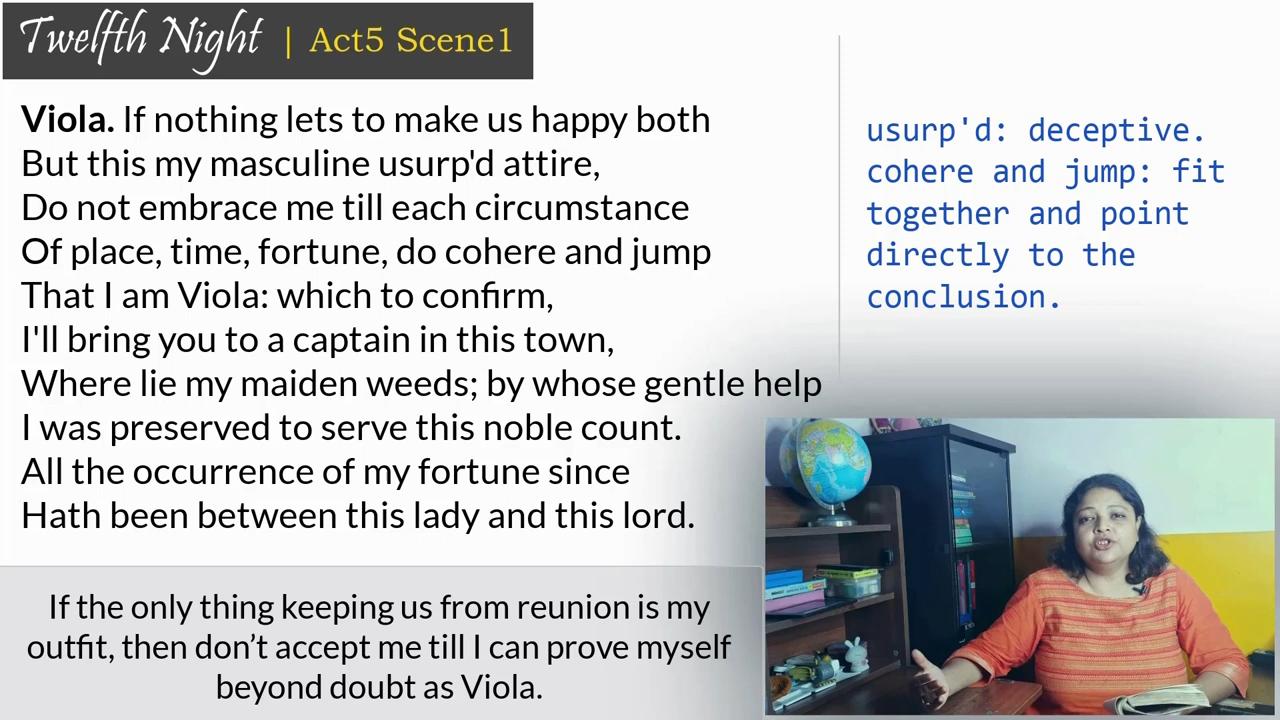 Twelfth Night | Act5 Scene1
Viola. If nothing lets to make us happy both
But this my masculine usurp'd attire,
Do not embrace me till each circumstance
Of place, time, fortune, do cohere and jump
That I am Viola: which to confirm,
I'll bring you to a captain in this town,
Where lie my maiden weeds; by whose gentle help
I was preserved to serve this noble count.
All the occurrence of my fortune since
Hath been between this lady and this lord.
usurp'd: deceptive.
cohere and jump: fit
together and point
directly to the
conclusion.
If the only thing keeping us from reunion is my
outfit, then don’t accept me till I can prove myself
beyond doubt as Viola.